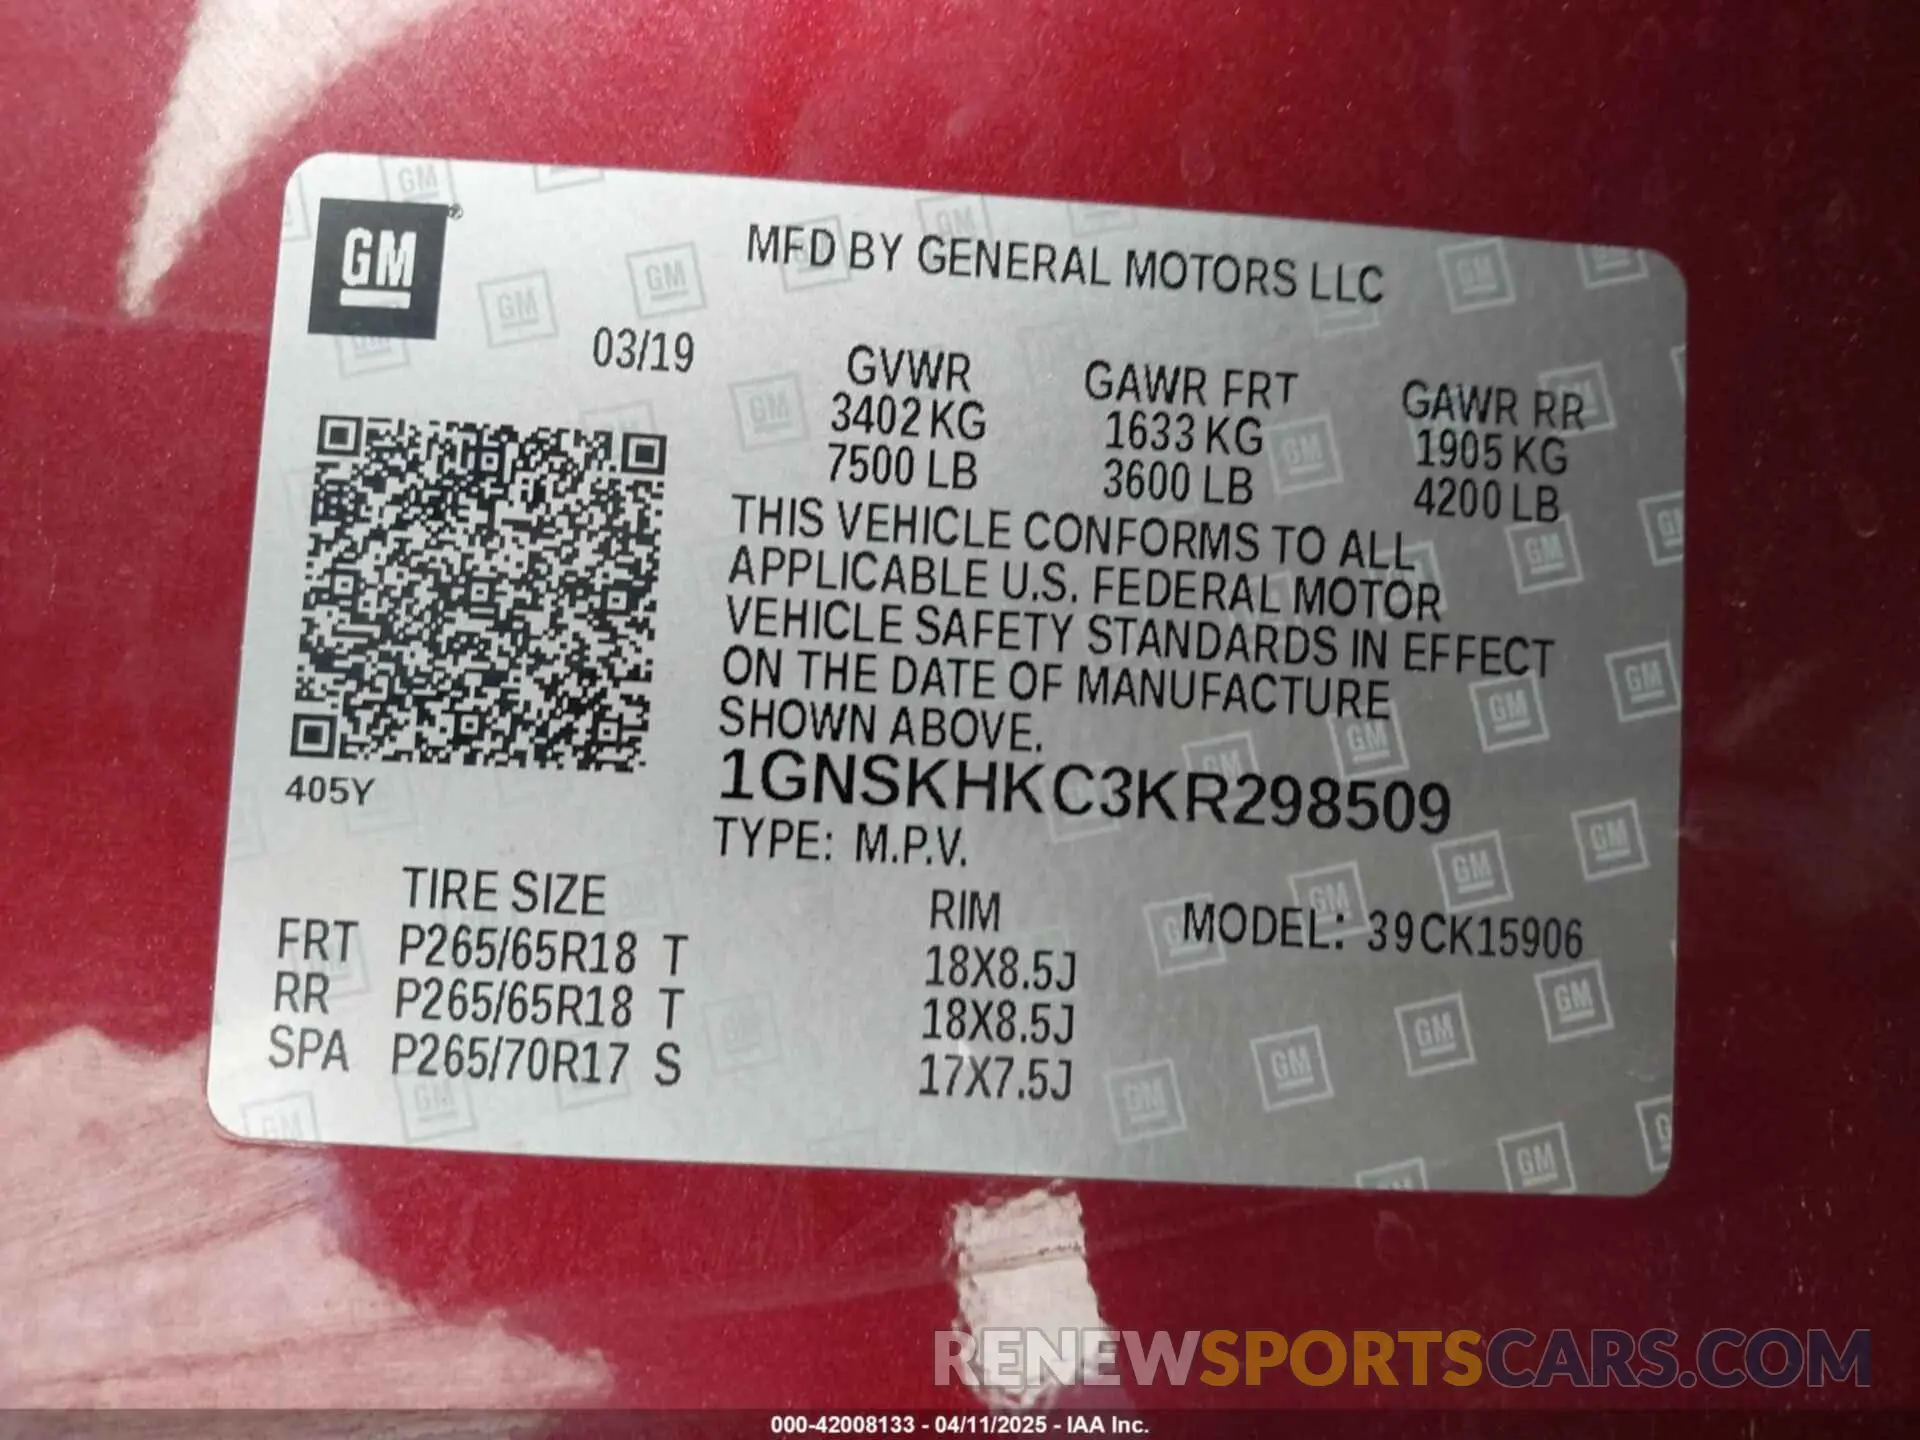 GM
MFD BY GENERAL MOTORS LLC
03/19
GVWR GAWR FRT GAWR RR
3402 KG 1633 KG 1905 KG
7500 LB 3600 LB 4200 LB
THIS VEHICLE CONFORMS TO ALL
APPLICABLE U.S. FEDERAL MOTOR
VEHICLE SAFETY STANDARDS IN EFFECT
ON THE DATE OF MANUFACTURE
SHOWN ABOVE.
1GNSKHKC3KR298509
405Y
TYPE: M.P.V.
TIRE SIZE RIM MODEL: 39CK15906
FRT P265/65R18 T 18X8.5J
RR P265/65R18 T 18X8.5J
SPA P265/70R17 S 17X7.5J
RENEWSPORTSCARS.COM
000-42008133 - 04/11/2025 - IAA Inc.